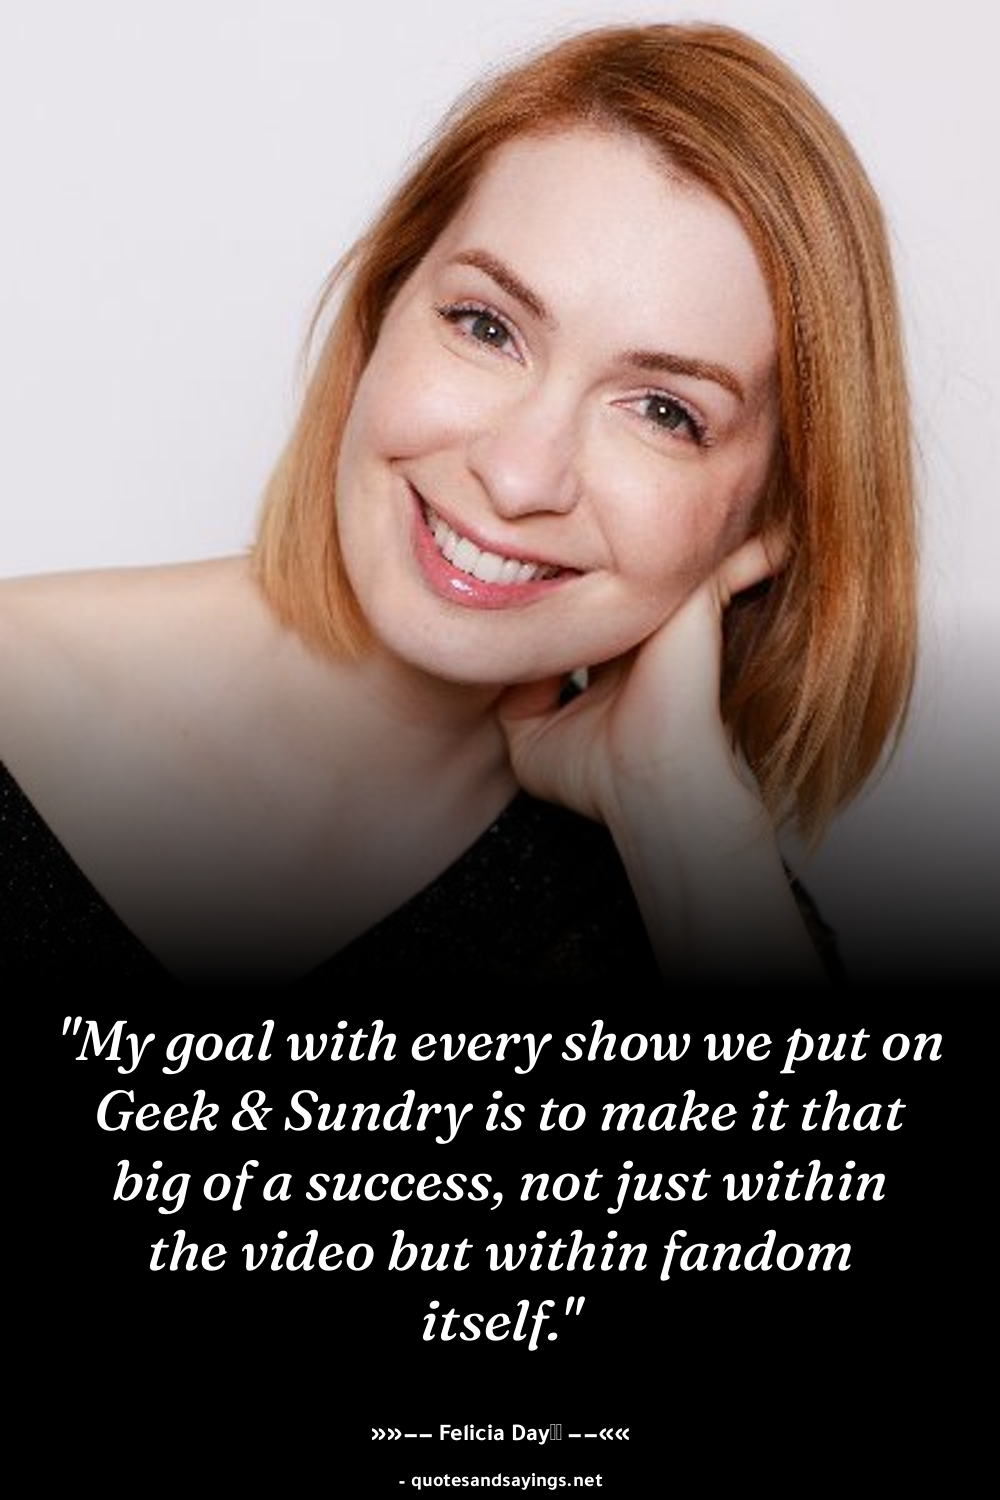 "My goal with every show we put on
Geek & Sundry is to make it that
big of a success, not just within
the video but within fandom
itself."
»»−− Felicia Day −−««
- quotesandsayings.net